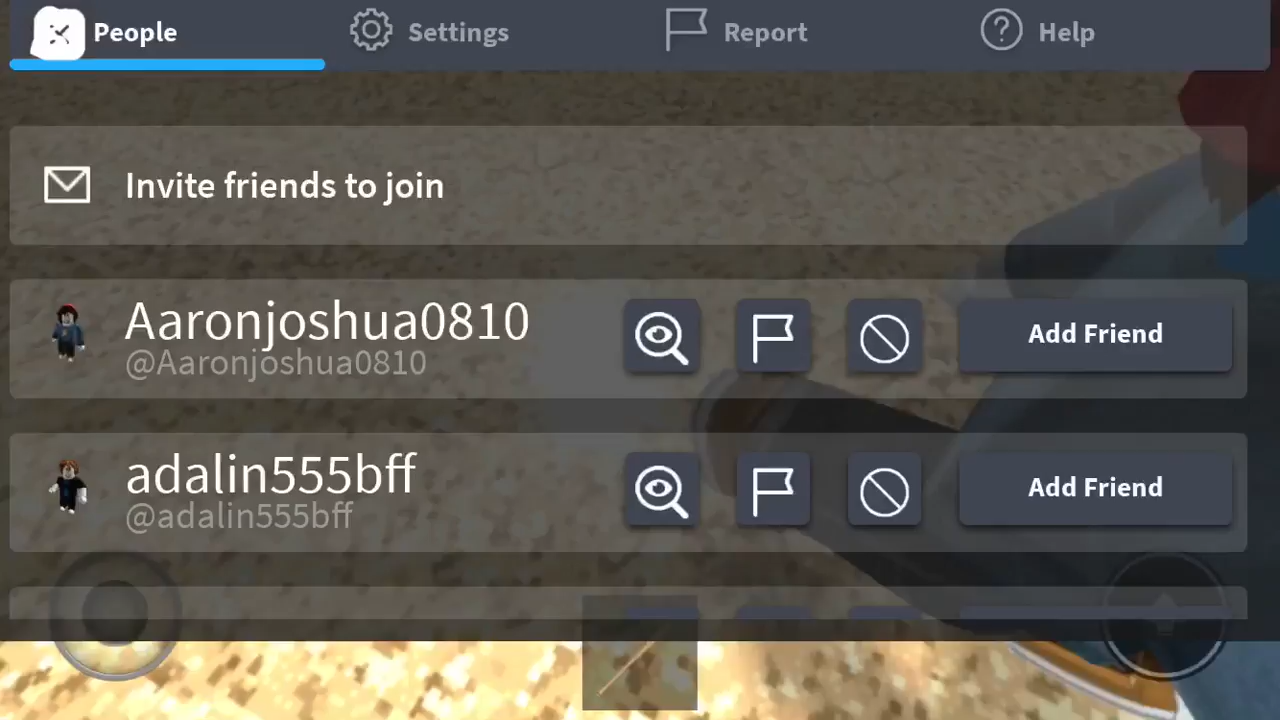 People
Settings
Report
Help
Invite friends to join
Aaronjoshua0810
@Aaronjoshua0810
Add Friend
adalin555bff
@adalin555bff
Add Friend